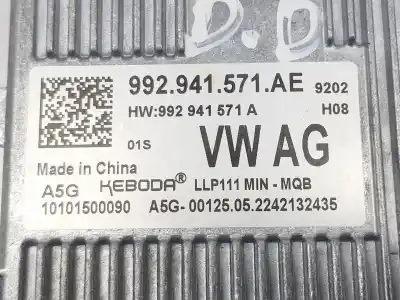 D.D
992.941.571.AE 9202
HW:992 941 571 A H08
01S VW AG
Made in China
A5G KEBODA® LLP111 MIN - MQB
10101500090 A5G- 00125.05.2242132435